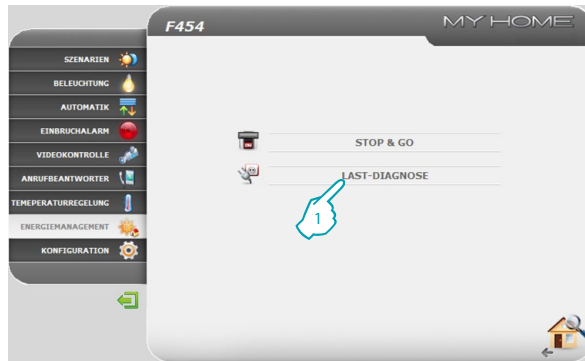 F454
MY HOME
SZENARIEN
BELEUCHTUNG
AUTOMATIK
EINBRUCHALARM
VIDEOKONTROLLE
ANRUFBEANTWORTER
TEMEPERATURREGELUNG
ENERGIEMANAGEMENT
KONFIGURATION
STOP & GO
LAST-DIAGNOSE
1